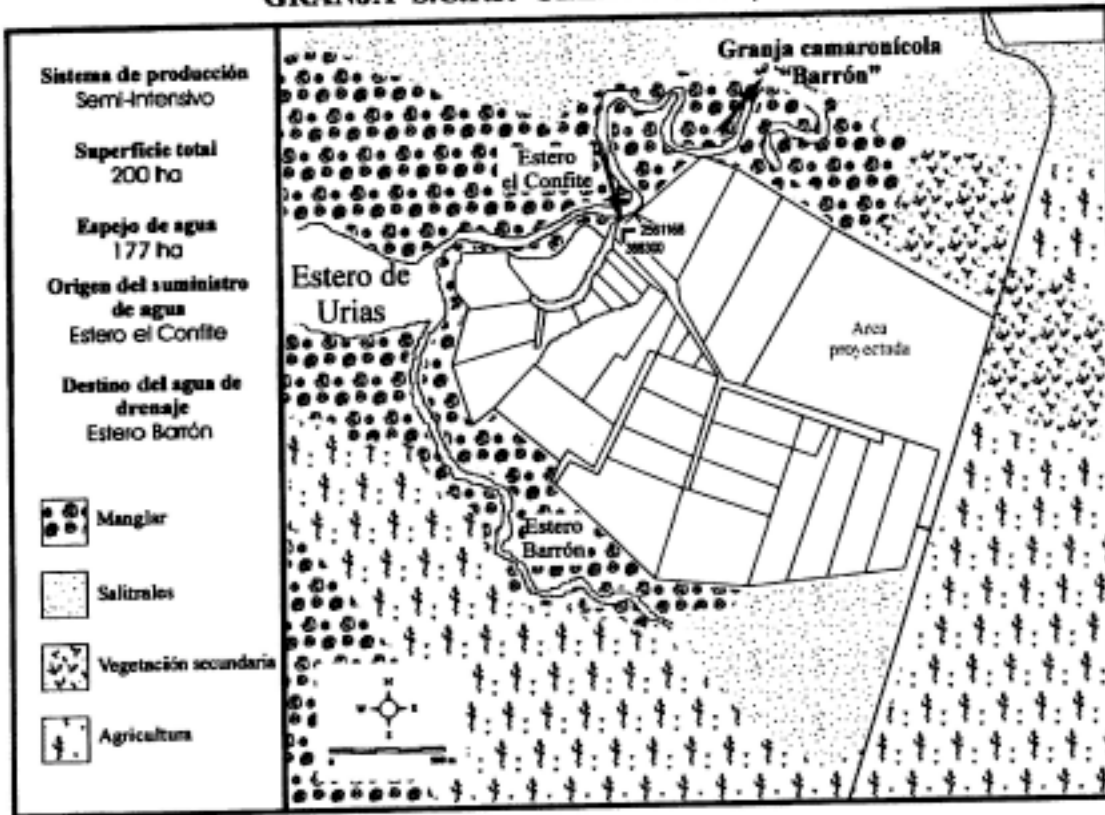 Sistema de producción
Semi-intensivo
Superficie total
200 ha
Espejo de agua
177 ha
Origen del suministro
de agua
Estero el Confite
Destino del agua de
drenaje
Estero Barrón
Manglar
Salitrales
Vegetación secundaria
Agricultura
Granja camaronícola
"Barrón"
Estero
el Confite
2561168
Estero de
Urias
Area
proyectada
Estero
Barrón